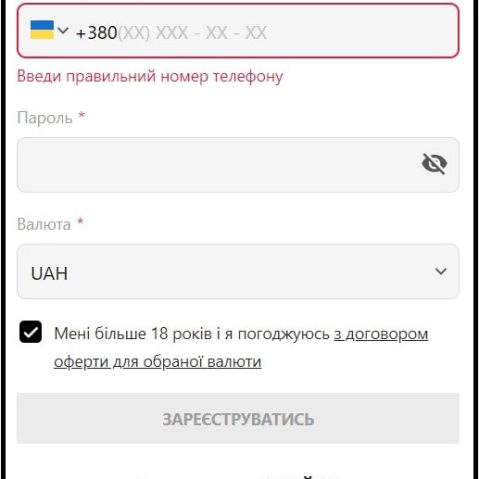 +380(XX) XXX - XX - XX
Введи правильний номер телефону
Пароль *
Валюта *
UAH
Мені більше 18 років і я погоджуюсь з договором
оферти для обраної валюти
ЗАРЕЄСТРУВАТИСЬ